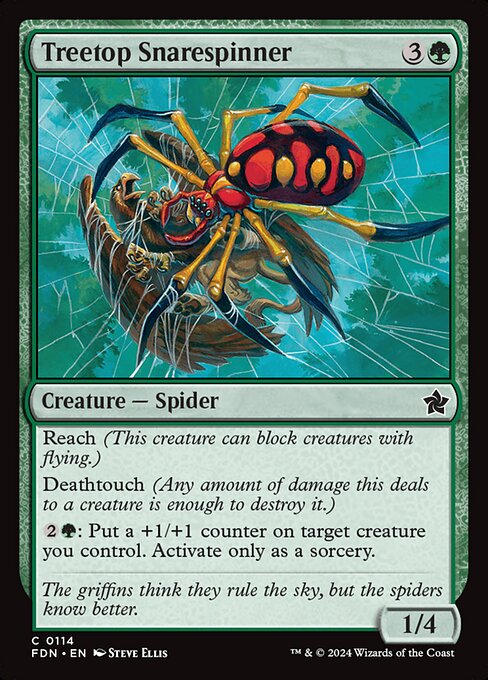 Treetop Snarespinner 3
Creature — Spider
Reach (This creature can block creatures with
flying.)
Deathtouch (Any amount of damage this deals
to a creature is enough to destroy it.)
2: Put a +1/+1 counter on target creature
you control. Activate only as a sorcery.
The griffins think they rule the sky, but the spiders
know better.
1/4
C 0114
FDN • EN Steve Ellis
™ & © 2024 Wizards of the Coast